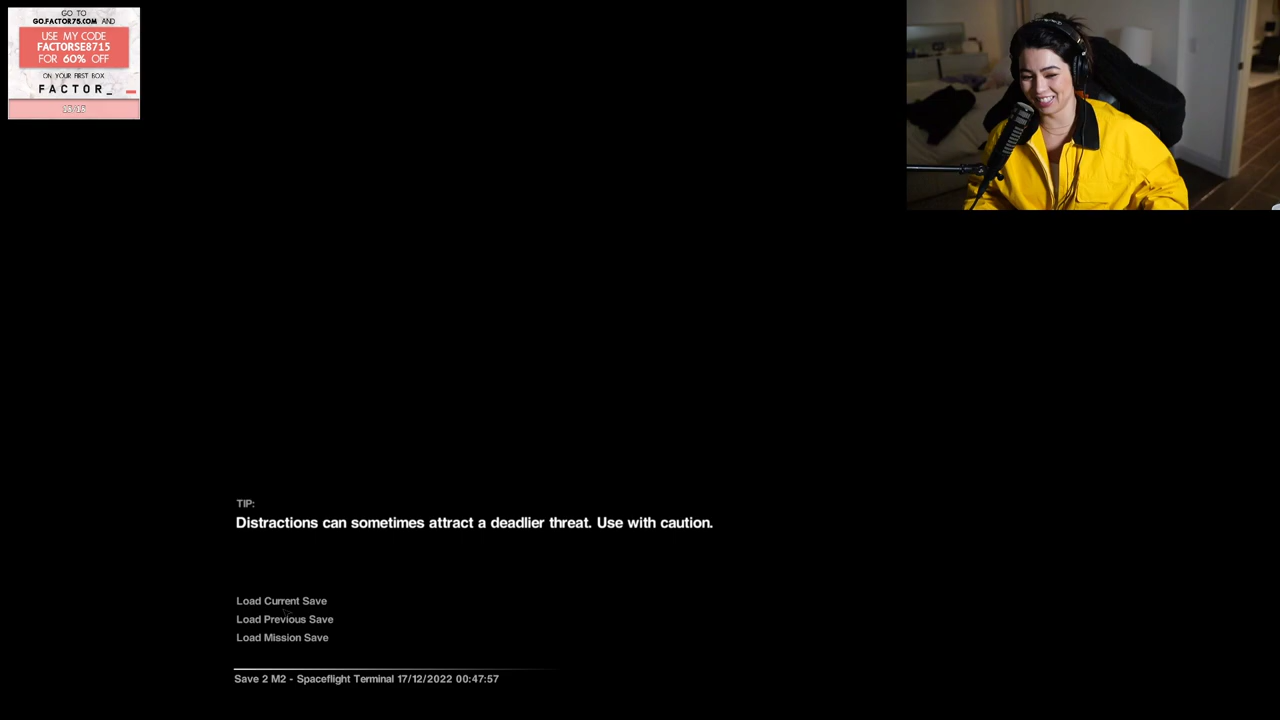 GO TO
GO.FACTOR75.COM AND
USE MY CODE
FACTORSE8715
FOR 60% OFF
ON YOUR FIRST BOX
FACTOR_
TIP:
Distractions can sometimes attract a deadlier threat. Use with caution.
Load Current Save
Load Previous Save
Load Mission Save
Save 2 M2 - Spaceflight Terminal 17/12/2022 00:47:57